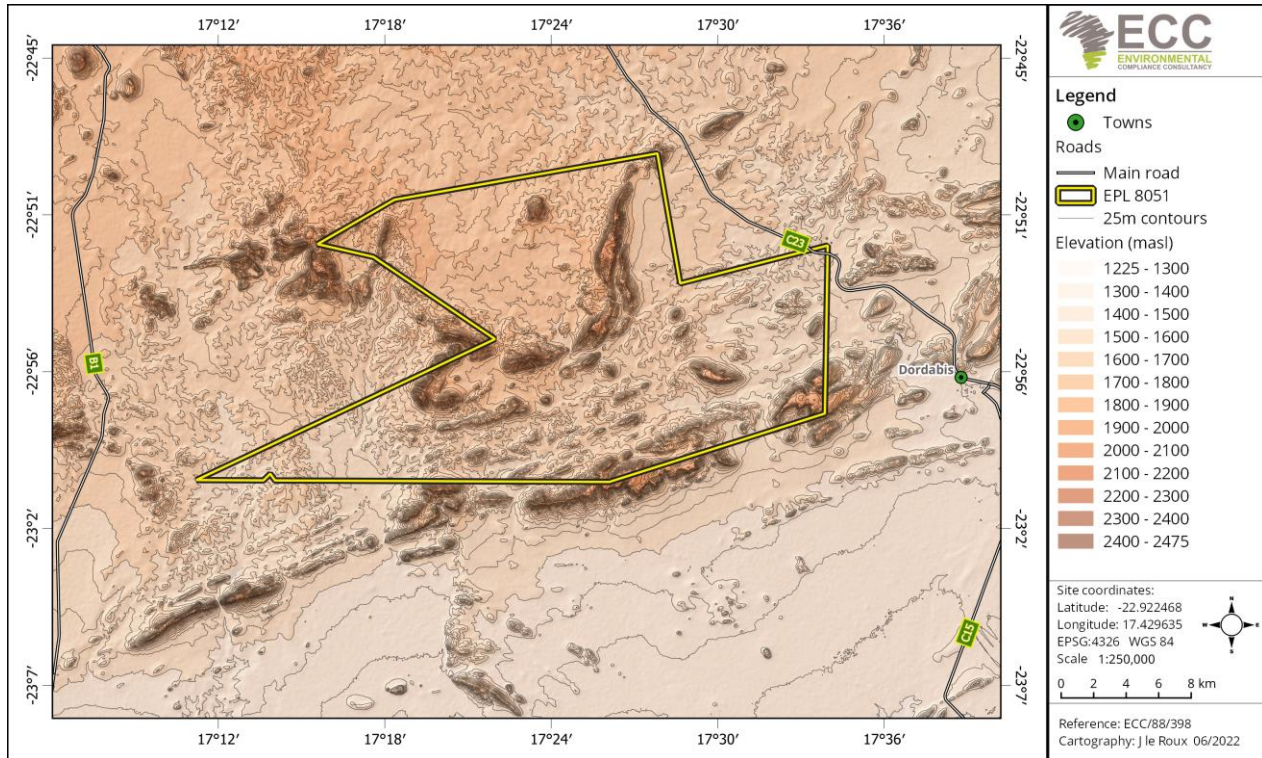 17°12' 17°18' 17°24' 17°30' 17°36'
-22°45' -22°45'
-22°51' -22°51'
-22°56' -22°56'
-23°2' -23°2'
-23°7' -23°7'
C23
B1
Dordabis
C15
17°12' 17°18' 17°24' 17°30' 17°36'
ECC
ENVIRONMENTAL
COMPLIANCE CONSULTANCY
Legend
Towns
Roads
Main road
EPL 8051
25m contours
Elevation (masl)
1225 - 1300
1300 - 1400
1400 - 1500
1500 - 1600
1600 - 1700
1700 - 1800
1800 - 1900
1900 - 2000
2000 - 2100
2100 - 2200
2200 - 2300
2300 - 2400
2400 - 2475
Site coordinates:
Latitude: -22.922468
Longitude: 17.429635
EPSG:4326 WGS 84
Scale 1:250,000
N
W E
S
0 2 4 6 8 km
Reference: ECC/88/398
Cartography: J le Roux 06/2022